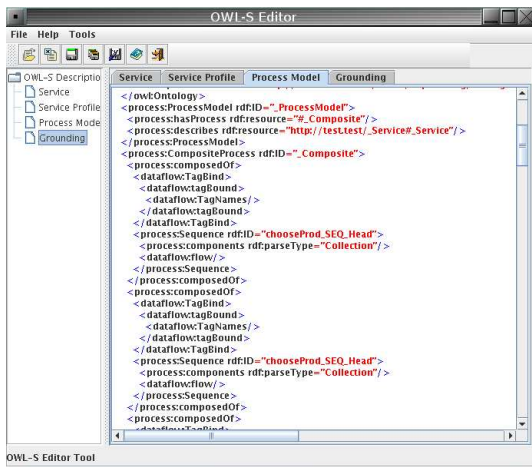 OWL-S Editor
File Help Tools
OWL-S Descriptio
Service
Service Profile
Process Mode
Grounding
Service Service Profile Process Model Grounding
</owl:Ontology>
<process:ProcessModel rdf:ID="_ProcessModel">
<process:hasProcess rdf:resource="#_Composite"/>
<process:describes rdf:resource="http://test.test/_Service#_Service"/>
</process:ProcessModel>
<process:CompositeProcess rdf:ID="_Composite">
<process:composedOf>
<dataflow:TagBind>
<dataflow:tagBound>
<dataflow:TagNames/>
</dataflow:tagBound>
</dataflow:TagBind>
<process:Sequence rdf:ID="chooseProd_SEQ_Head">
<process:components rdf:parseType="Collection"/>
<dataflow:flow/>
</process:Sequence>
</process:composedOf>
<process:composedOf>
<dataflow:TagBind>
<dataflow:tagBound>
<dataflow:TagNames/>
</dataflow:tagBound>
</dataflow:TagBind>
<process:Sequence rdf:ID="chooseProd_SEQ_Head">
<process:components rdf:parseType="Collection"/>
<dataflow:flow/>
</process:Sequence>
</process:composedOf>
<process:composedOf>
<dataflow:TagBind>
OWL-S Editor Tool